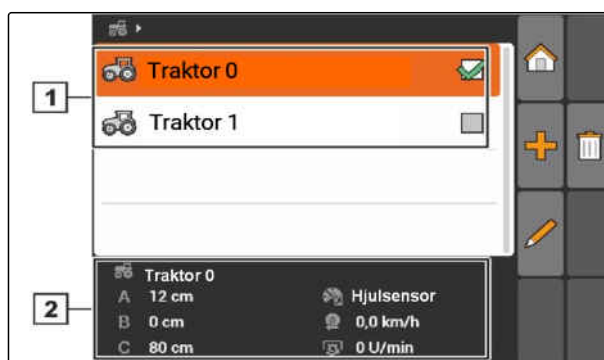 Traktor 0
1
Traktor 1
2
Traktor 0
A 12 cm Hjulsensor
B 0 cm 0,0 km/h
C 80 cm 0 U/min